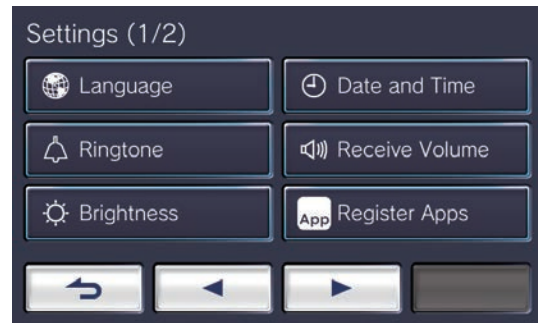 Settings (1/2)
Language
Date and Time
Ringtone
Receive Volume
Brightness
App Register Apps